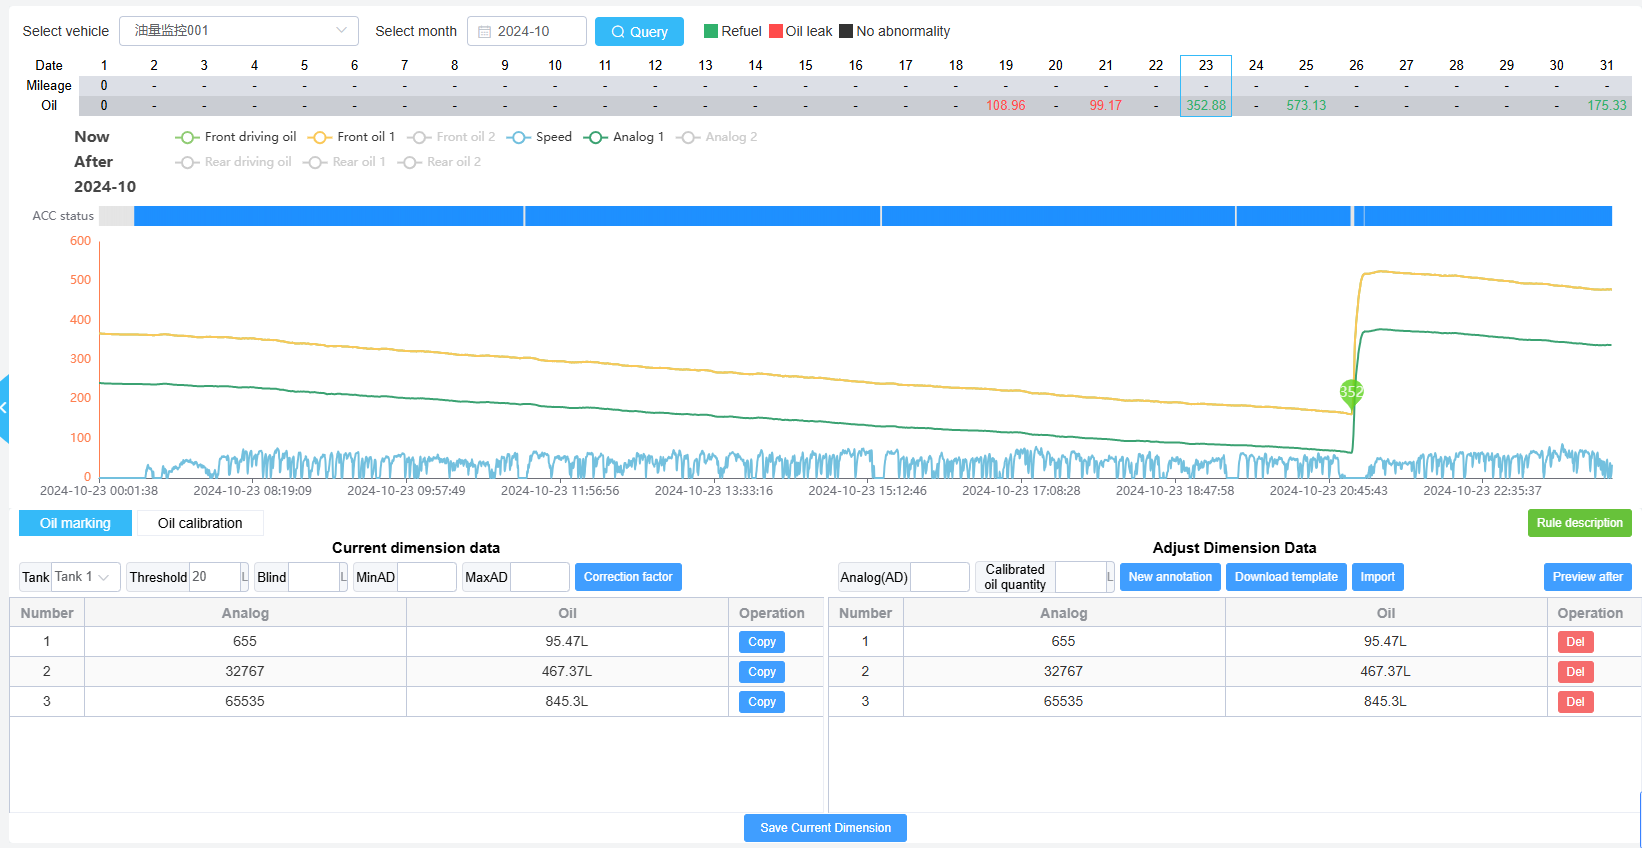 Select vehicle 油量监控001 Select month 2024-10 Query Refuel Oil leak No abnormality
Date 1 2 3 4 5 6 7 8 9 10 11 12 13 14 15 16 17 18 19 20 21 22 23 24 25 26 27 28 29 30 31
Mileage 0 - - - - - - - - - - - - - - - - - - - - - - - - - - - - - -
Oil 0 - - - - - - - - - - - - - - - - - 108.96 - 99.17 - 352.88 - 573.13 - - - - - 175.33
Now Front driving oil Front oil 1 Front oil 2 Speed Analog 1 Analog 2
After Rear driving oil Rear oil 1 Rear oil 2
2024-10
ACC status
600
500
400
300
352
200
100
0
2024-10-23 00:01:38 2024-10-23 08:19:09 2024-10-23 09:57:49 2024-10-23 11:56:56 2024-10-23 13:33:16 2024-10-23 15:12:46 2024-10-23 17:08:28 2024-10-23 18:47:58 2024-10-23 20:45:43 2024-10-23 22:35:37
Oil marking Oil calibration Rule description
Current dimension data Adjust Dimension Data
Tank Tank 1 Threshold 20 L Blind L MinAD MaxAD Correction factor Analog(AD) Calibrated oil quantity L New annotation Download template Import Preview after
Number Analog Oil Operation Number Analog Oil Operation
1 655 95.47L Copy 1 655 95.47L Del
2 32767 467.37L Copy 2 32767 467.37L Del
3 65535 845.3L Copy 3 65535 845.3L Del
Save Current Dimension